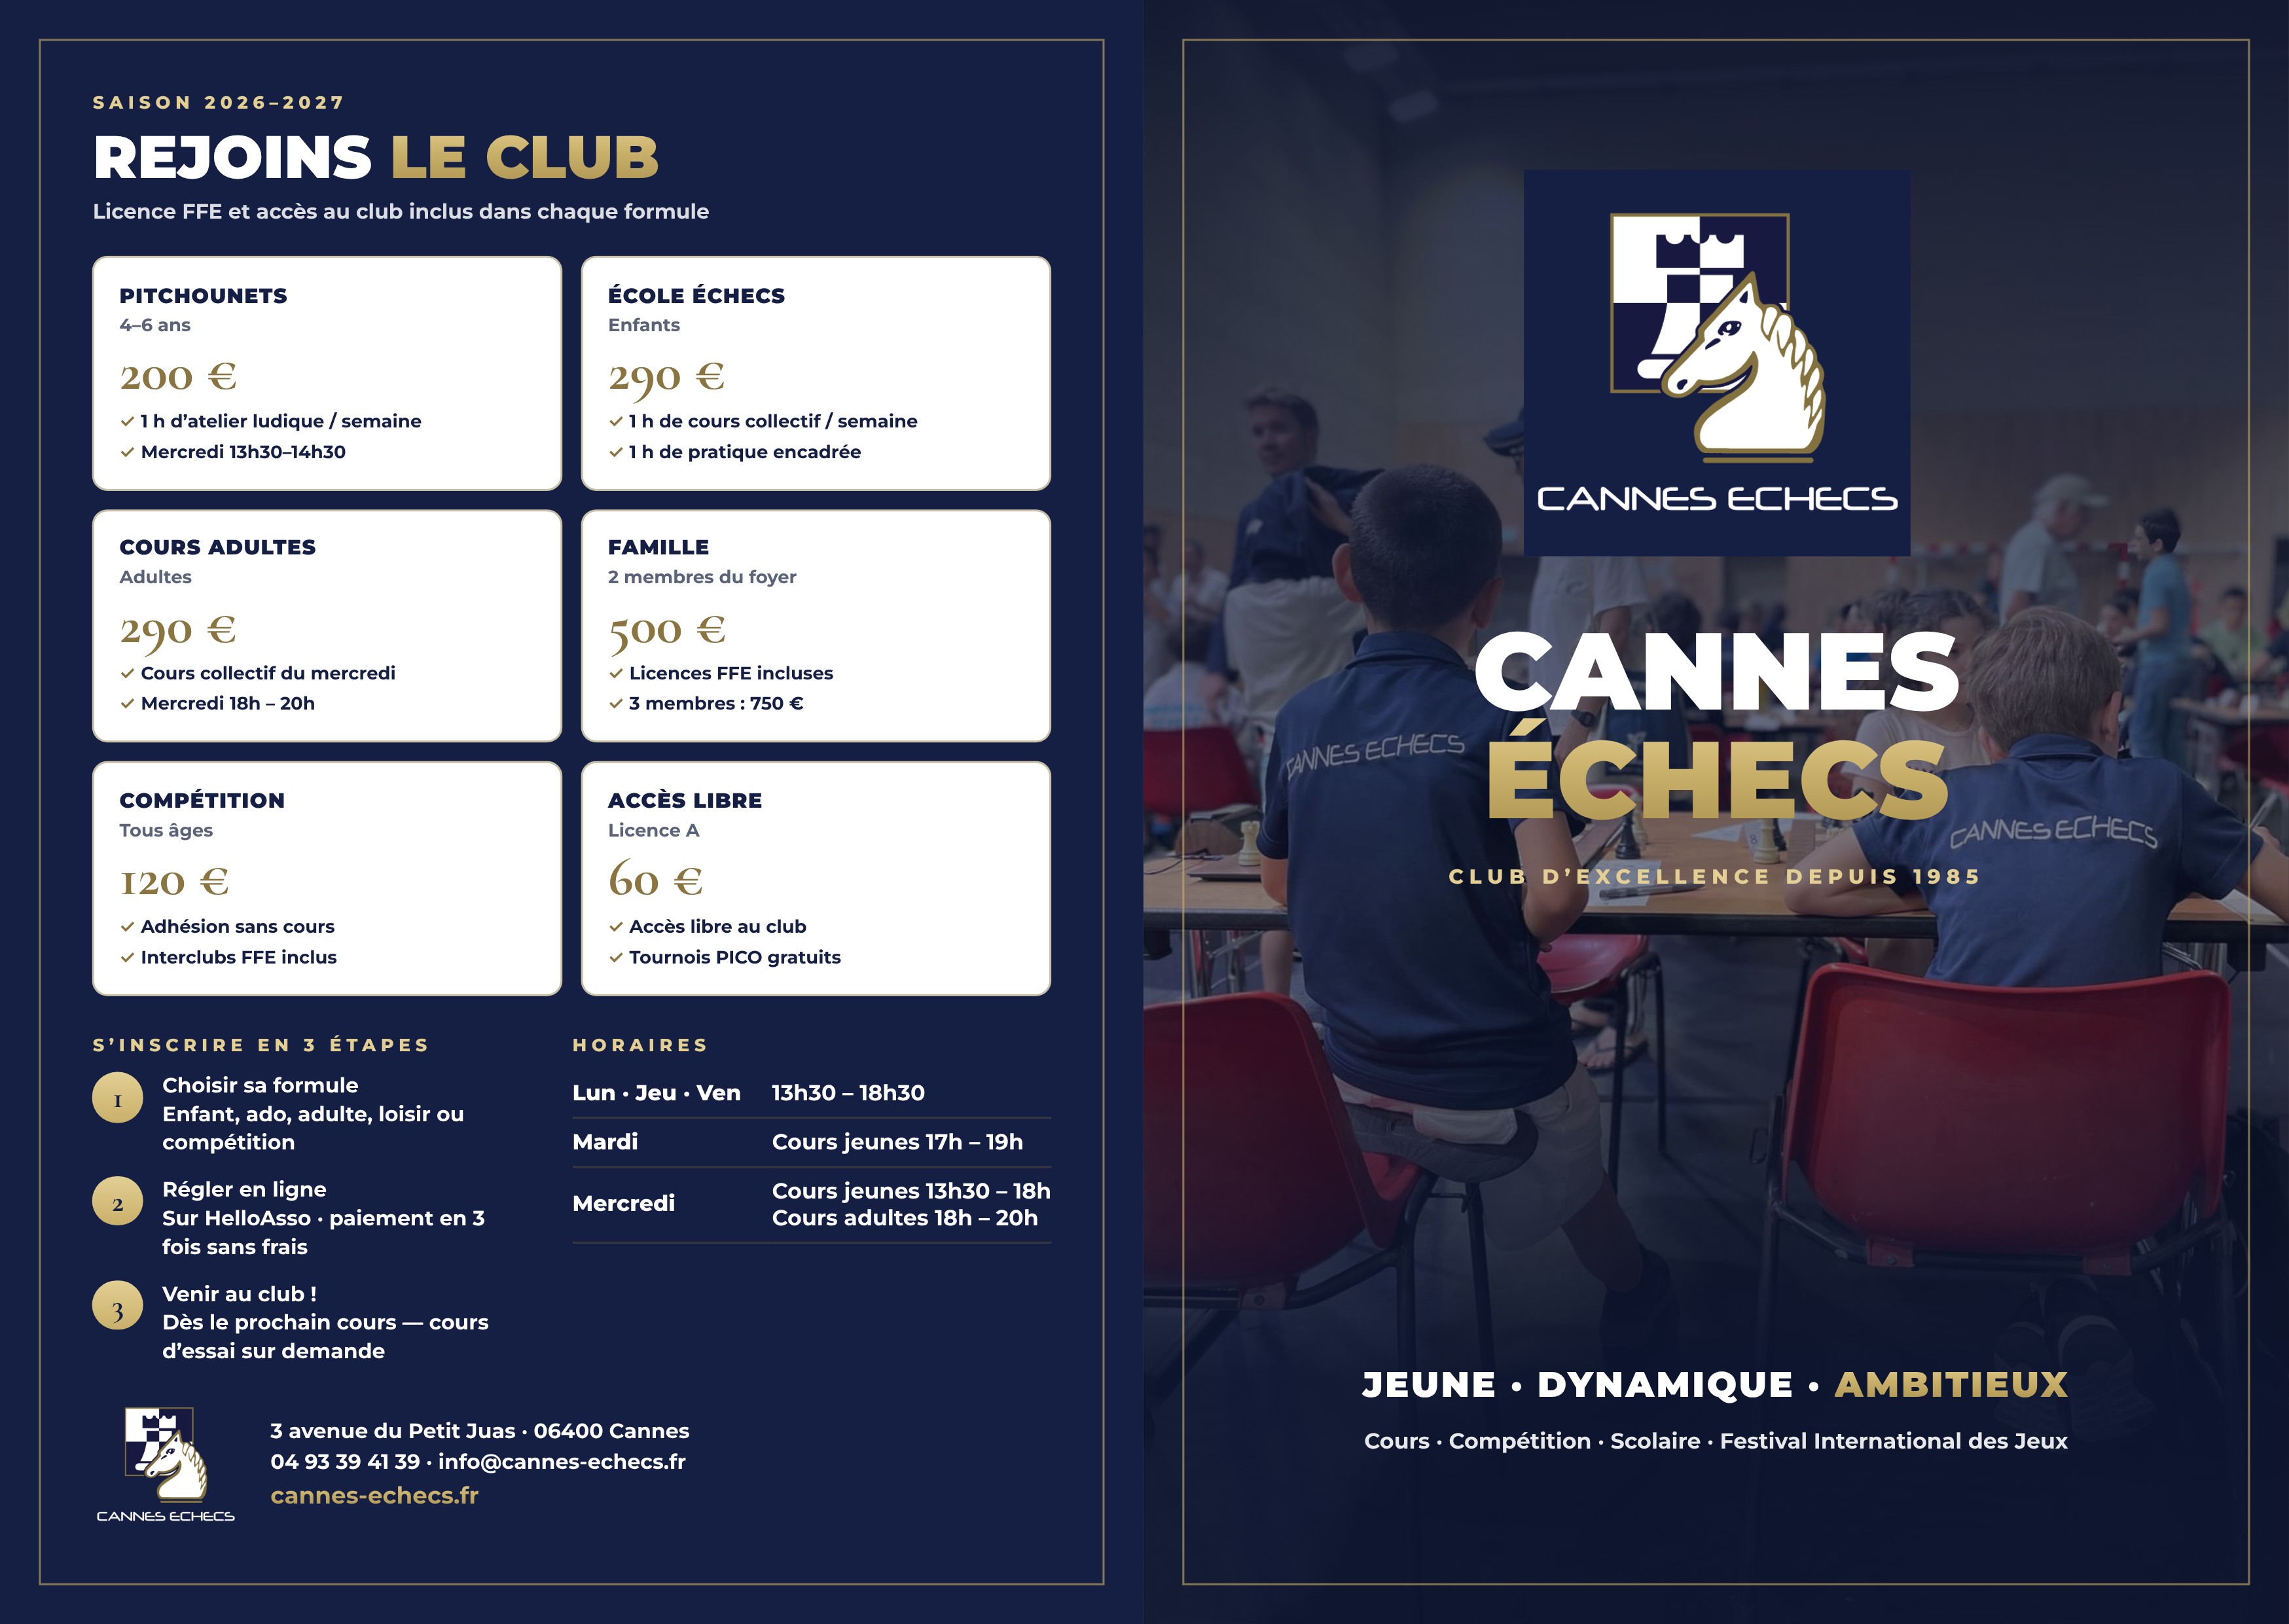 SAISON 2026–2027
REJOINS LE CLUB
Licence FFE et accès au club inclus dans chaque formule
PITCHOUNETS
4–6 ans
200 €
✓ 1 h d’atelier ludique / semaine
✓ Mercredi 13h30–14h30
ÉCOLE ÉCHECS
Enfants
290 €
✓ 1 h de cours collectif / semaine
✓ 1 h de pratique encadrée
COURS ADULTES
Adultes
290 €
✓ Cours collectif du mercredi
✓ Mercredi 18h – 20h
FAMILLE
2 membres du foyer
500 €
✓ Licences FFE incluses
✓ 3 membres : 750 €
COMPÉTITION
Tous âges
120 €
✓ Adhésion sans cours
✓ Interclubs FFE inclus
ACCÈS LIBRE
Licence A
60 €
✓ Accès libre au club
✓ Tournois PICO gratuits
S’INSCRIRE EN 3 ÉTAPES
1
Choisir sa formule
Enfant, ado, adulte, loisir ou
compétition
2
Régler en ligne
Sur HelloAsso · paiement en 3
fois sans frais
3
Venir au club !
Dès le prochain cours — cours
d’essai sur demande
HORAIRES
Lun · Jeu · Ven 13h30 – 18h30
Mardi Cours jeunes 17h – 19h
Mercredi Cours jeunes 13h30 – 18h
Cours adultes 18h – 20h
CANNES ECHECS
3 avenue du Petit Juas · 06400 Cannes
04 93 39 41 39 · info@cannes-echecs.fr
cannes-echecs.fr
CANNES ECHECS
CANNES
ÉCHECS
CANNES ECHECS
CANNES ECHECS
CLUB D’EXCELLENCE DEPUIS 1985
JEUNE · DYNAMIQUE · AMBITIEUX
Cours · Compétition · Scolaire · Festival International des Jeux